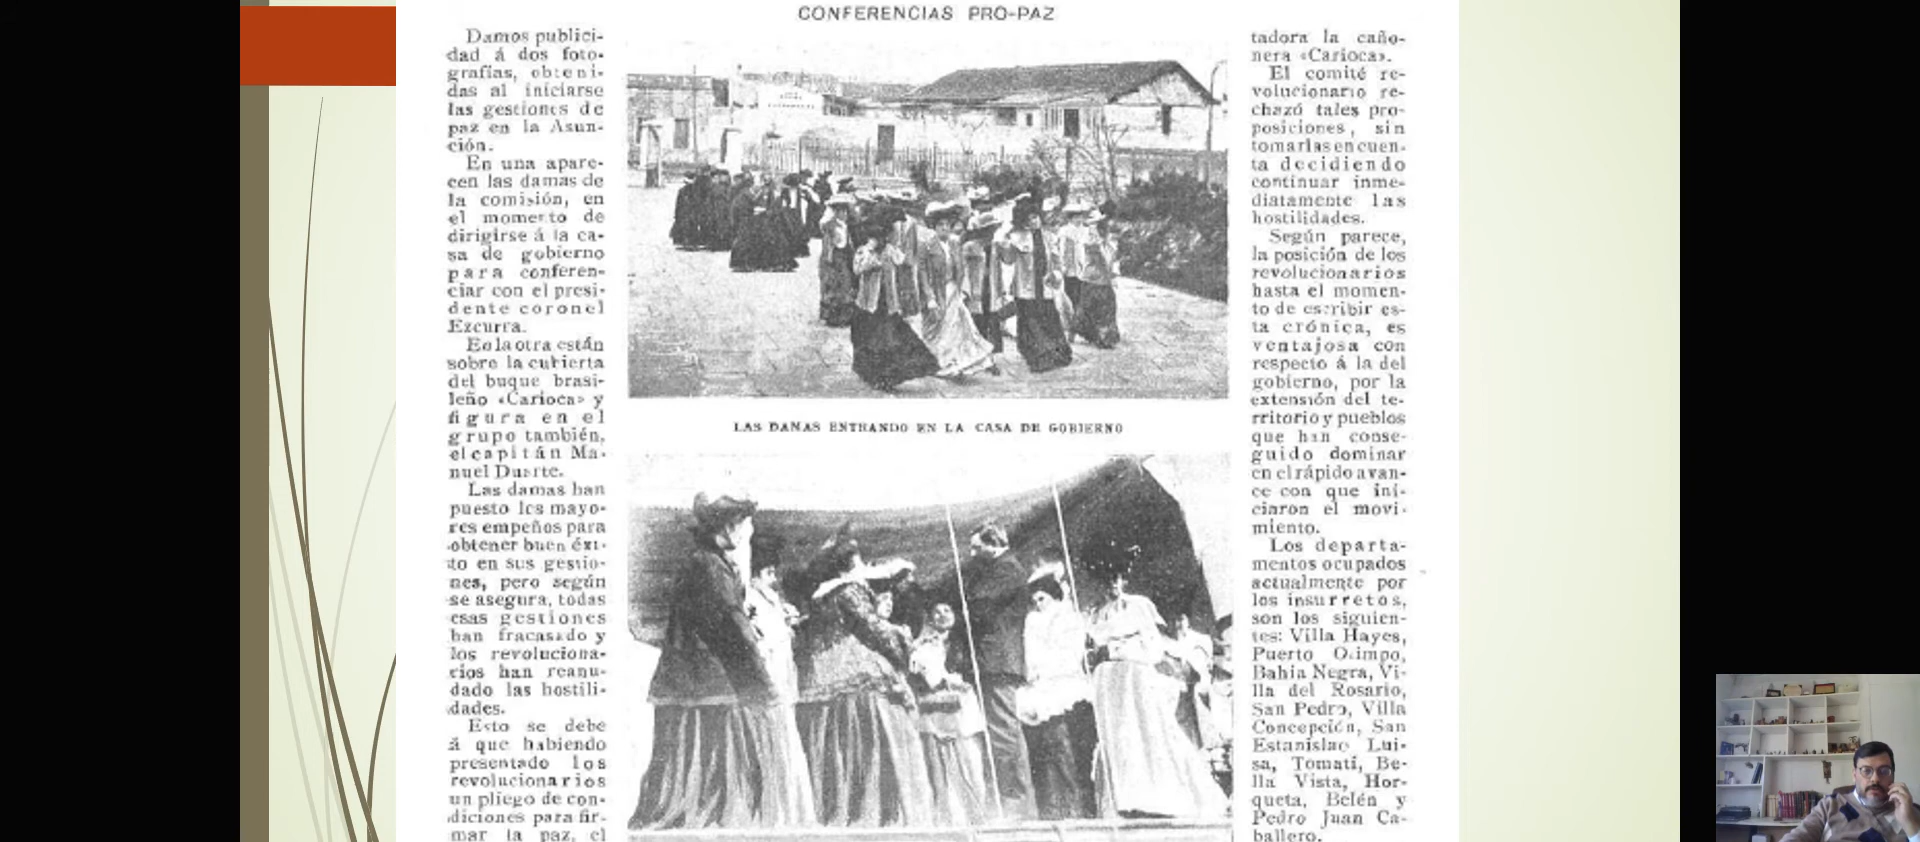 CONFERENCIAS PRO-PAZ
Damos publici-
dad á dos foto-
grafías, obteni-
das al iniciarse
las gestiones de
paz en la Asun-
ción.
En una apare-
cen las damas de
la comisión, en
el momento de
dirigirse á la ca-
sa de gobierno
para conferen-
ciar con el presi-
dente coronel
Ezcurra.
En la otra están
sobre la cubierta
del buque brasi-
leño «Carioca» y
figura en el
grupo también,
el capitán Ma-
nuel Duarte.
Las damas han
puesto los mayo-
res empeños para
obtener buen éxi-
to en sus gestio-
nes, pero según
se asegura, todas
esas gestiones
han fracasado y
los revoluciona-
rios han reanu-
dado las hostili-
dades.
Esto se debe
á que habiendo
presentado los
revolucionarios
un pliego de con-
diciones para fir-
mar la paz, el
LAS DAMAS ENTRANDO EN LA CASA DE GOBIERNO
tadora la caño-
nera «Carioca».
El comité re-
volucionario re-
chazó tales pro-
posiciones, sin
tomarlas en cuen-
ta decidiendo
continuar inme-
diatamente las
hostilidades.
Según parece,
la posición de los
revolucionarios
hasta el momen-
to de escribir es-
ta crónica, es
ventajosa con
respecto á la del
gobierno, por la
extensión del te-
rritorio y pueblos
que han conse-
guido dominar
en el rápido avan-
ce con que ini-
ciaron el movi-
miento.
Los departa-
mentos ocupados
actualmente por
los insurretos,
son los siguien-
tes: Villa Hayes,
Puerto Olimpo,
Bahia Negra, Vi-
lla del Rosario,
San Pedro, Villa
Concepción, San
Estanislao Lui-
sa, Tomati, Be-
lla Vista, Hor-
queta, Belén y
Pedro Juan Ca-
ballero.